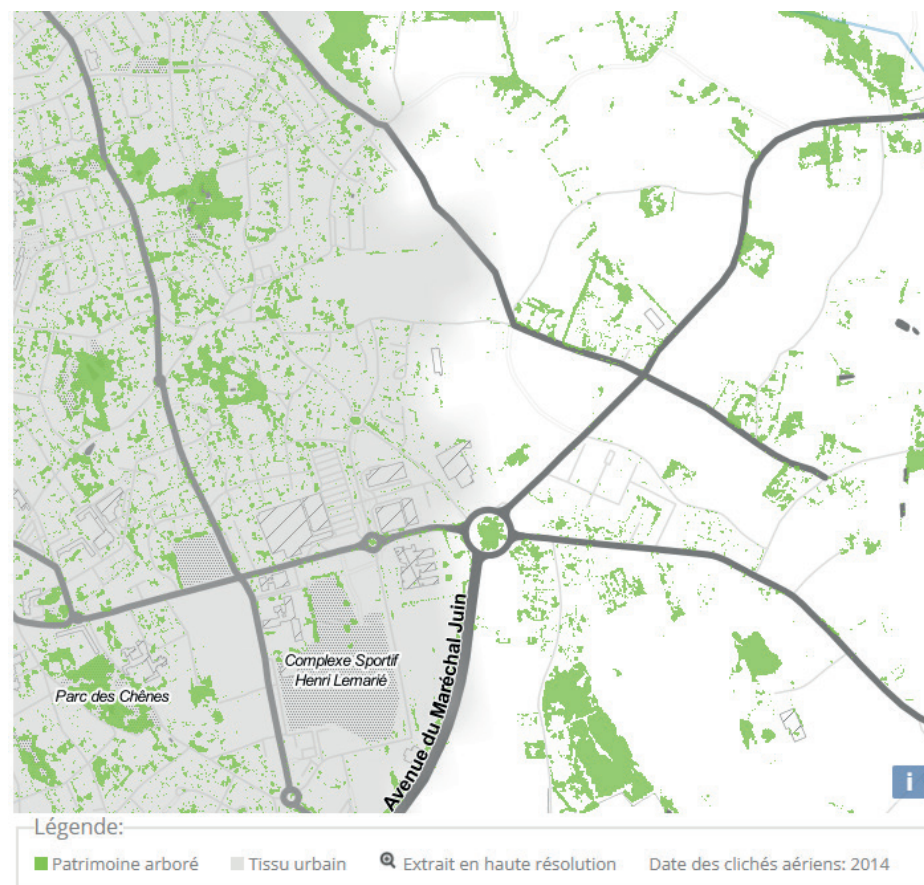 Complexe Sportif
Henri Lemarié
Parc des Chênes
Avenue du Maréchal Juin
i
Légende:
Patrimoine arboré Tissu urbain Extrait en haute résolution Date des clichés aériens: 2014